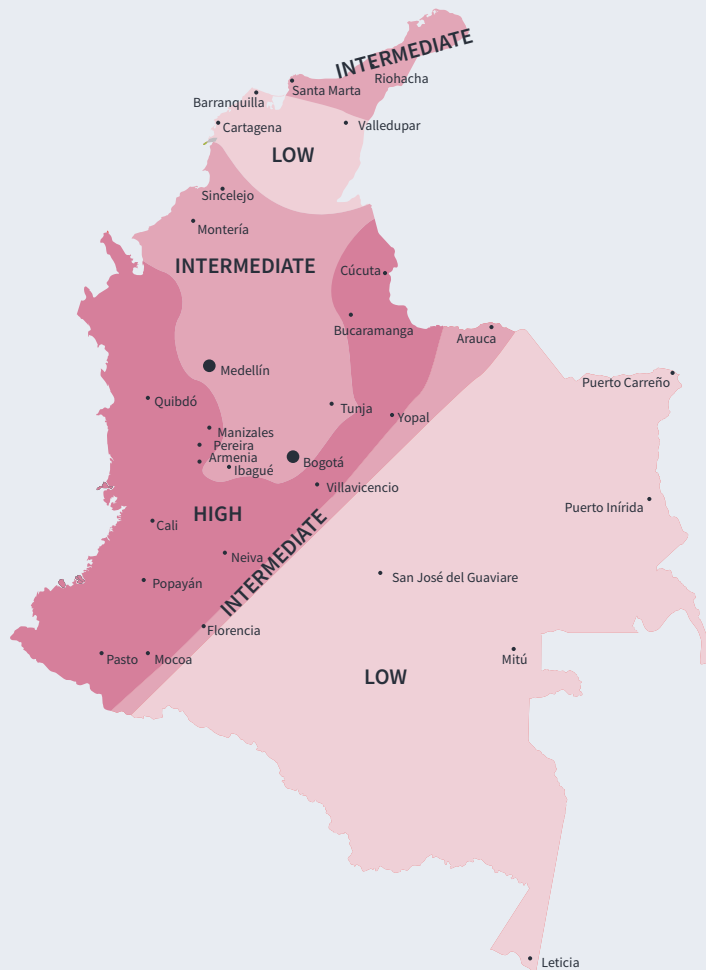 INTERMEDIATE
Riohacha
Santa Marta
Barranquilla
Cartagena
Valledupar
LOW
Sincelejo
Montería
INTERMEDIATE
Cúcuta
Bucaramanga
Arauca
Medellín
Puerto Carreño
Quibdó
Tunja
Yopal
Manizales
Pereira
Armenia
Ibagué
Bogotá
Villavicencio
Puerto Inírida
HIGH
Cali
INTERMEDIATE
Neiva
Popayán
San José del Guaviare
Florencia
Pasto
Mocoa
Mitú
LOW
Leticia